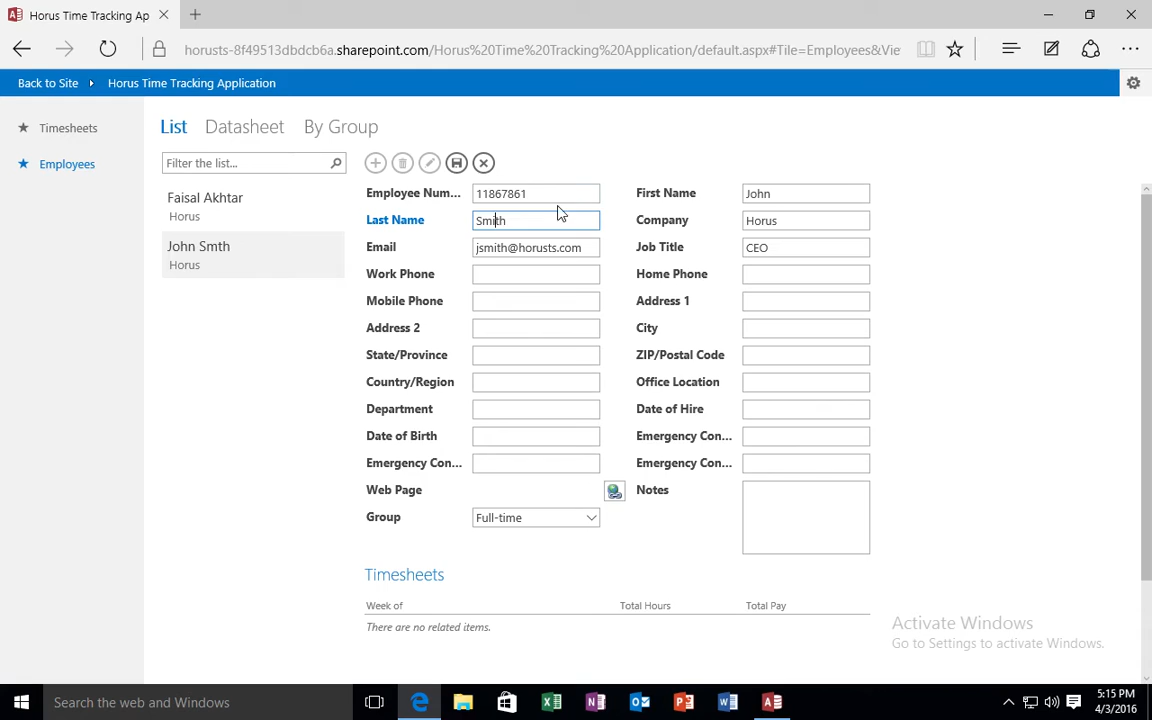 Horus Time Tracking Ap
horusts-8f49513dbdcb6a.sharepoint.com/Horus%20Time%20Tracking%20Application/default.aspx#Tile=Employees&Vie
Back to Site Horus Time Tracking Application
Timesheets
Employees
List Datasheet By Group
Filter the list...
Faisal Akhtar
Horus
John Smth
Horus
Employee Num... 11867861 First Name John
Last Name Smith Company Horus
Email jsmith@horusts.com Job Title CEO
Work Phone Home Phone
Mobile Phone Address 1
Address 2 City
State/Province ZIP/Postal Code
Country/Region Office Location
Department Date of Hire
Date of Birth Emergency Con...
Emergency Con... Emergency Con...
Web Page Notes
Group Full-time
Timesheets
Week of Total Hours Total Pay
There are no related items.
Activate Windows
Go to Settings to activate Windows.
Search the web and Windows
5:15 PM
4/3/2016